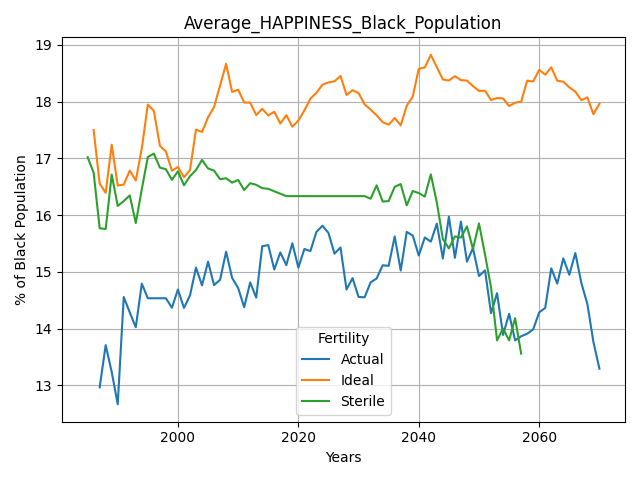 Average_HAPPINESS_Black_Population
% of Black Population
19
18
17
16
15
14
13
Fertility
Actual
Ideal
Sterile
2000
2020
2040
2060
Years